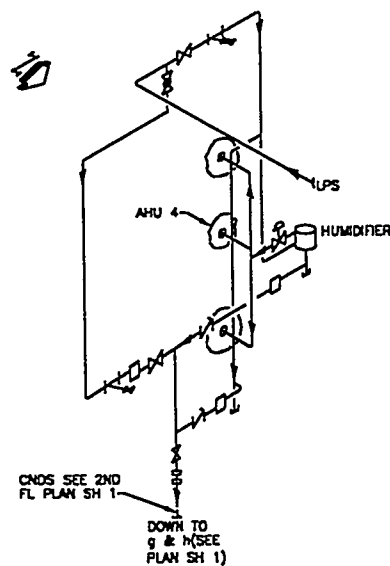 LPS
AHU 4
HUMIDIFIER
CNDS SEE 2ND
FL PLAN SH 1
DOWN TO
g & h(SEE
PLAN SH 1)